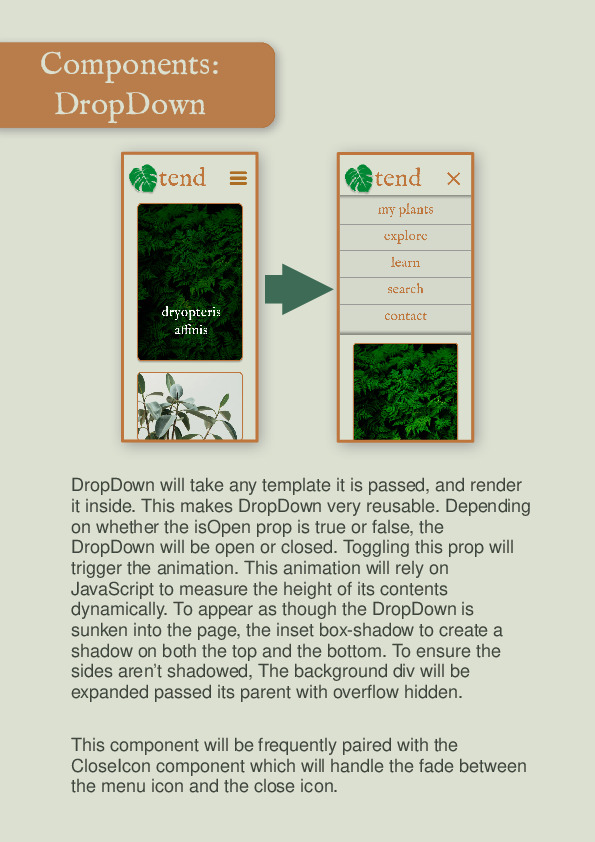 Components:
DropDown
tend
dryopteris
affinis
tend
my plants
explore
learn
search
contact
DropDown will take any template it is passed, and render
it inside. This makes DropDown very reusable. Depending
on whether the isOpen prop is true or false, the
DropDown will be open or closed. Toggling this prop will
trigger the animation. This animation will rely on
JavaScript to measure the height of its contents
dynamically. To appear as though the DropDown is
sunken into the page, the inset box-shadow to create a
shadow on both the top and the bottom. To ensure the
sides aren’t shadowed, The background div will be
expanded passed its parent with overflow hidden.
This component will be frequently paired with the
CloseIcon component which will handle the fade between
the menu icon and the close icon.